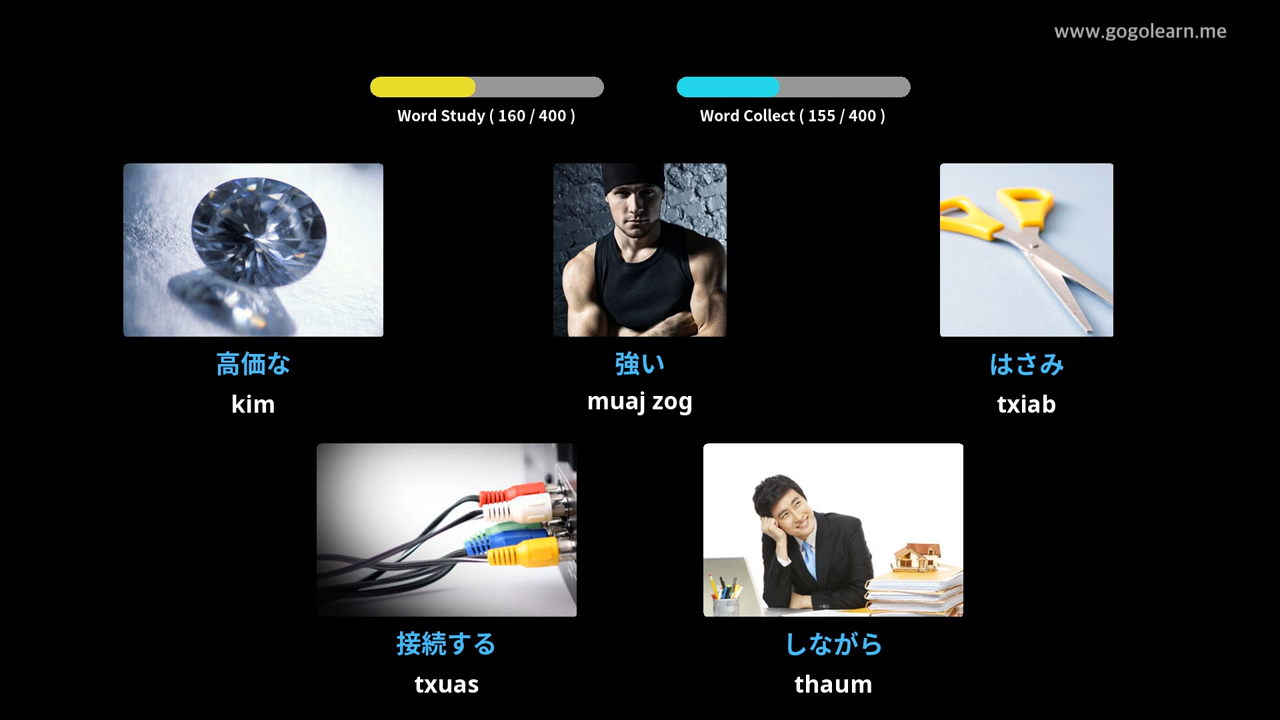 www.gogolearn.me
Word Study ( 160 / 400 )
Word Collect ( 155 / 400 )
高価な
kim
強い
muaj zog
はさみ
txiab
接続する
txuas
しながら
thaum